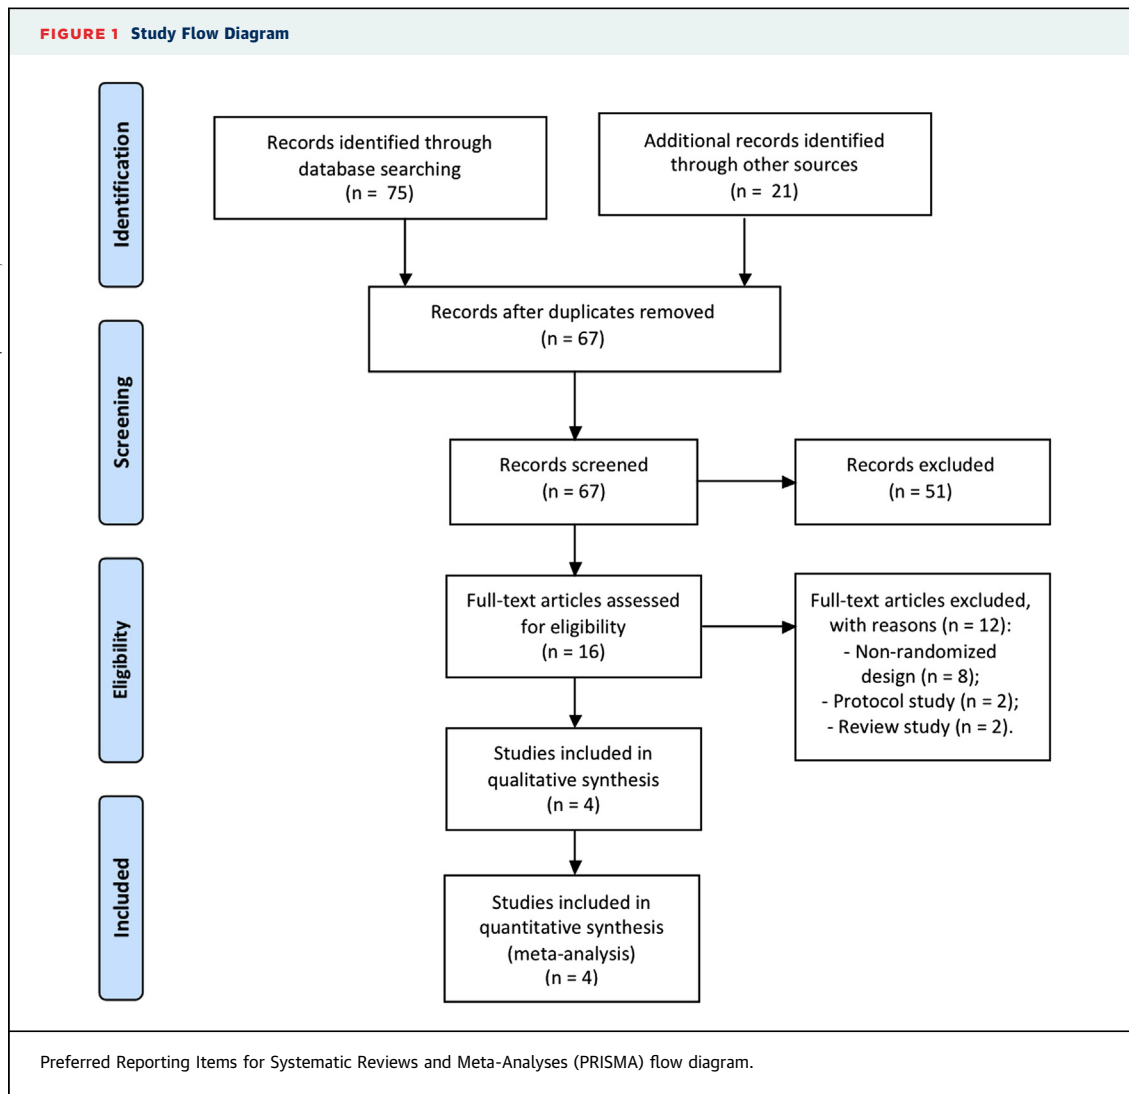 FIGURE 1 Study Flow Diagram
Identification
Records identified through
database searching
(n = 75)
Additional records identified
through other sources
(n = 21)
Records after duplicates removed
(n = 67)
Screening
Records screened
(n = 67)
Records excluded
(n = 51)
Eligibility
Full-text articles assessed
for eligibility
(n = 16)
Full-text articles excluded,
with reasons (n = 12):
- Non-randomized
design (n = 8);
- Protocol study (n = 2);
- Review study (n = 2).
Studies included in
qualitative synthesis
(n = 4)
Included
Studies included in
quantitative synthesis
(meta-analysis)
(n = 4)
Preferred Reporting Items for Systematic Reviews and Meta-Analyses (PRISMA) flow diagram.